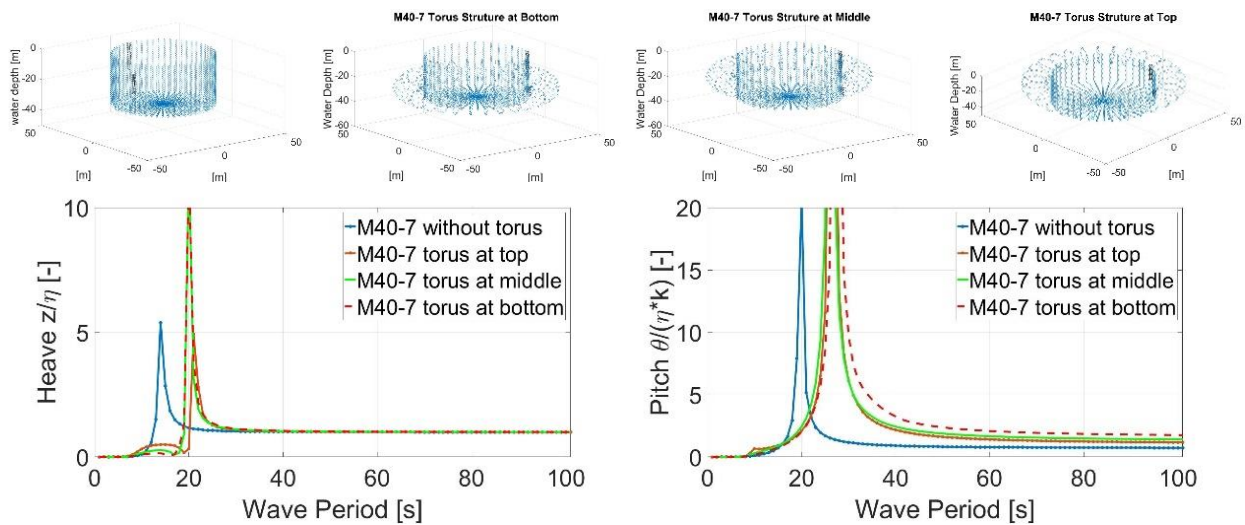 M40-7 Torus Struture at Bottom
M40-7 Torus Struture at Middle
M40-7 Torus Struture at Top
water depth [m]
0
-20
-40
50
0
-50
-50
0
50
[m]
[m]
Water Depth [m]
0
-20
-40
-60
50
0
-50
-50
0
50
[m]
[m]
Water Depth [m]
0
-20
-40
-60
50
0
-50
-50
0
50
[m]
[m]
Water Depth [m]
0
-20
-40
50
0
-50
-50
0
50
[m]
[m]
Heave z/η [-]
10
5
0
0
20
40
60
80
100
Wave Period [s]
M40-7 without torus
M40-7 torus at top
M40-7 torus at middle
M40-7 torus at bottom
Pitch θ/(η*k) [-]
20
15
10
5
0
0
20
40
60
80
100
Wave Period [s]
M40-7 without torus
M40-7 torus at top
M40-7 torus at middle
M40-7 torus at bottom